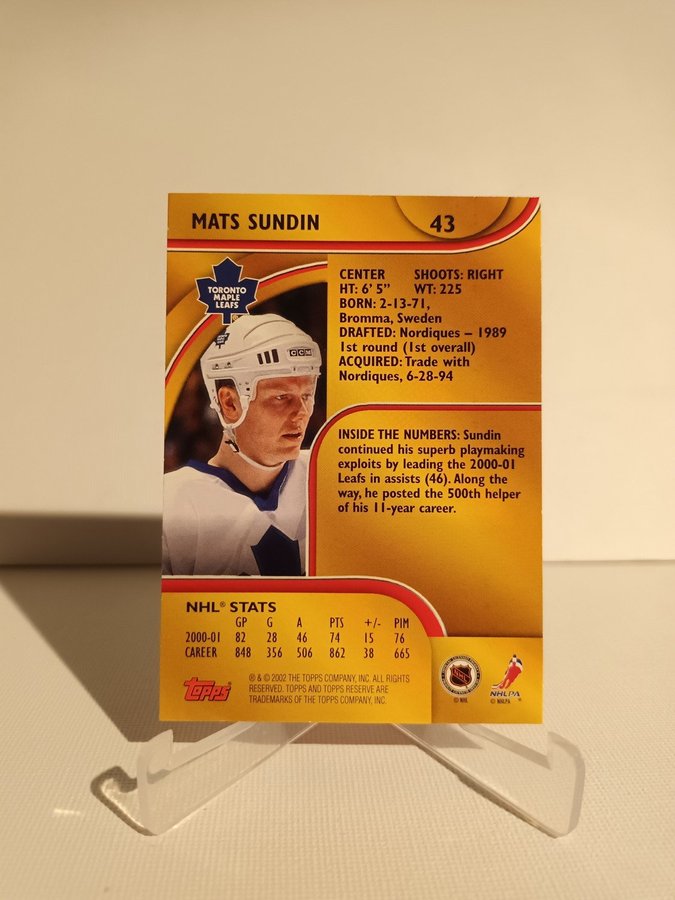 MATS SUNDIN
43
TORONTO
MAPLE
LEAFS
CENTER SHOOTS: RIGHT
HT: 6' 5" WT: 225
BORN: 2-13-71,
Bromma, Sweden
DRAFTED: Nordiques – 1989
1st round (1st overall)
ACQUIRED: Trade with
Nordiques, 6-28-94
CCM
INSIDE THE NUMBERS: Sundin
continued his superb playmaking
exploits by leading the 2000-01
Leafs in assists (46). Along the
way, he posted the 500th helper
of his 11-year career.
NHL® STATS
GP G A PTS +/- PIM
2000-01 82 28 46 74 15 76
CAREER 848 356 506 862 38 665
TOPPS®
® & © 2002 THE TOPPS COMPANY, INC. ALL RIGHTS
RESERVED. TOPPS AND TOPPS RESERVE ARE
TRADEMARKS OF THE TOPPS COMPANY, INC.
NHL
© NHL
NHLPA
© NHLPA